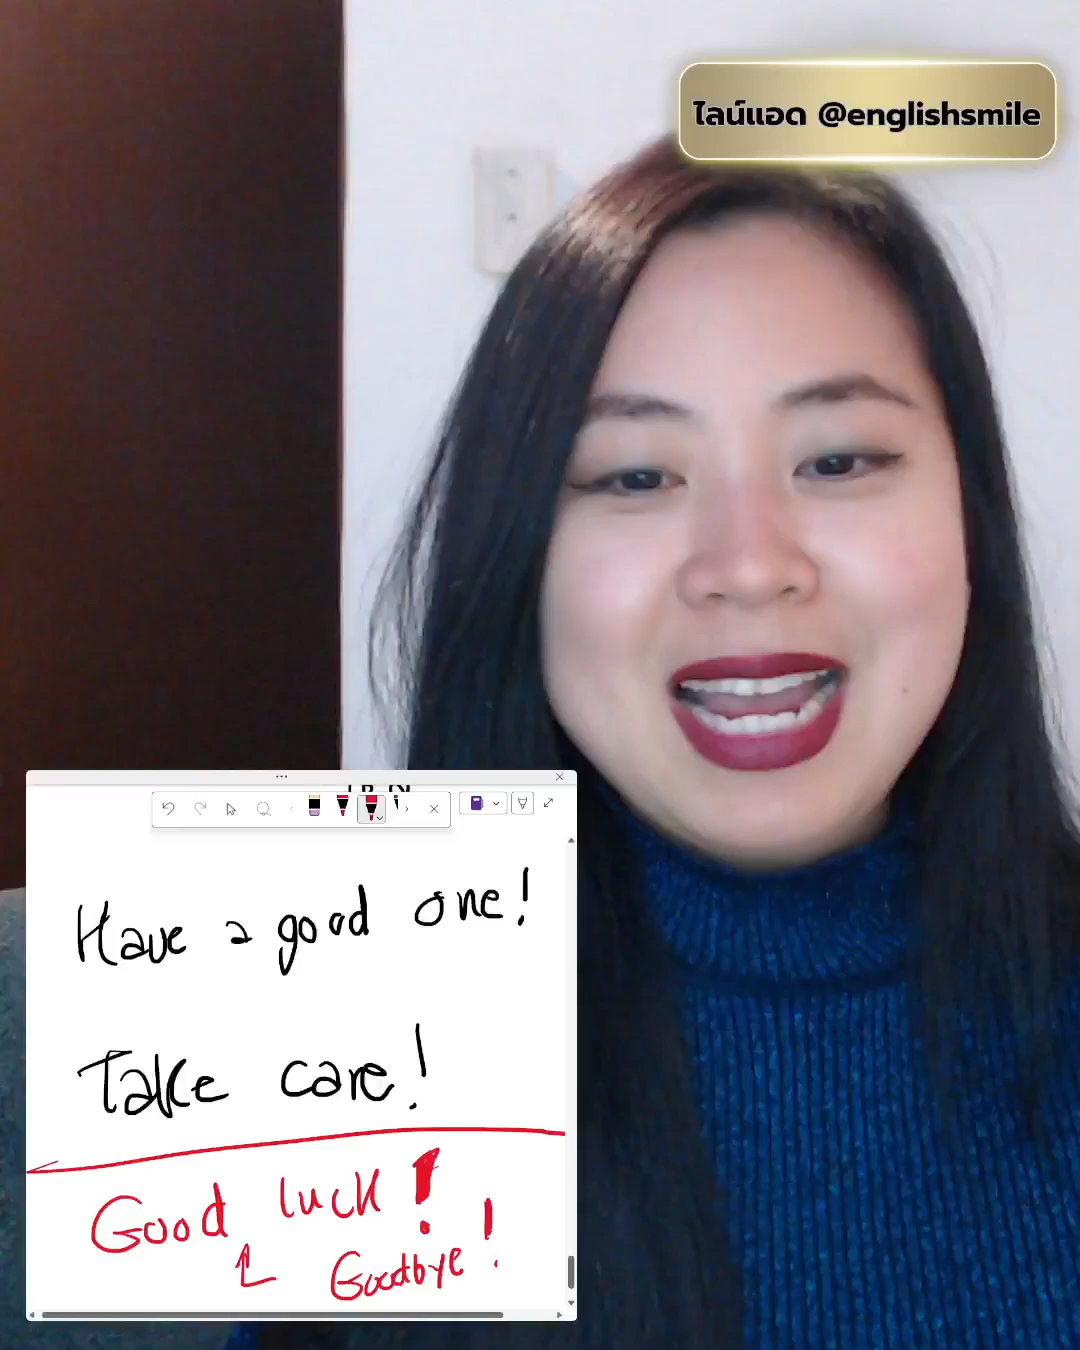 ไลน์แอด @englishsmile
Have a good one!
Take care!
Good luck!
Goodbye!